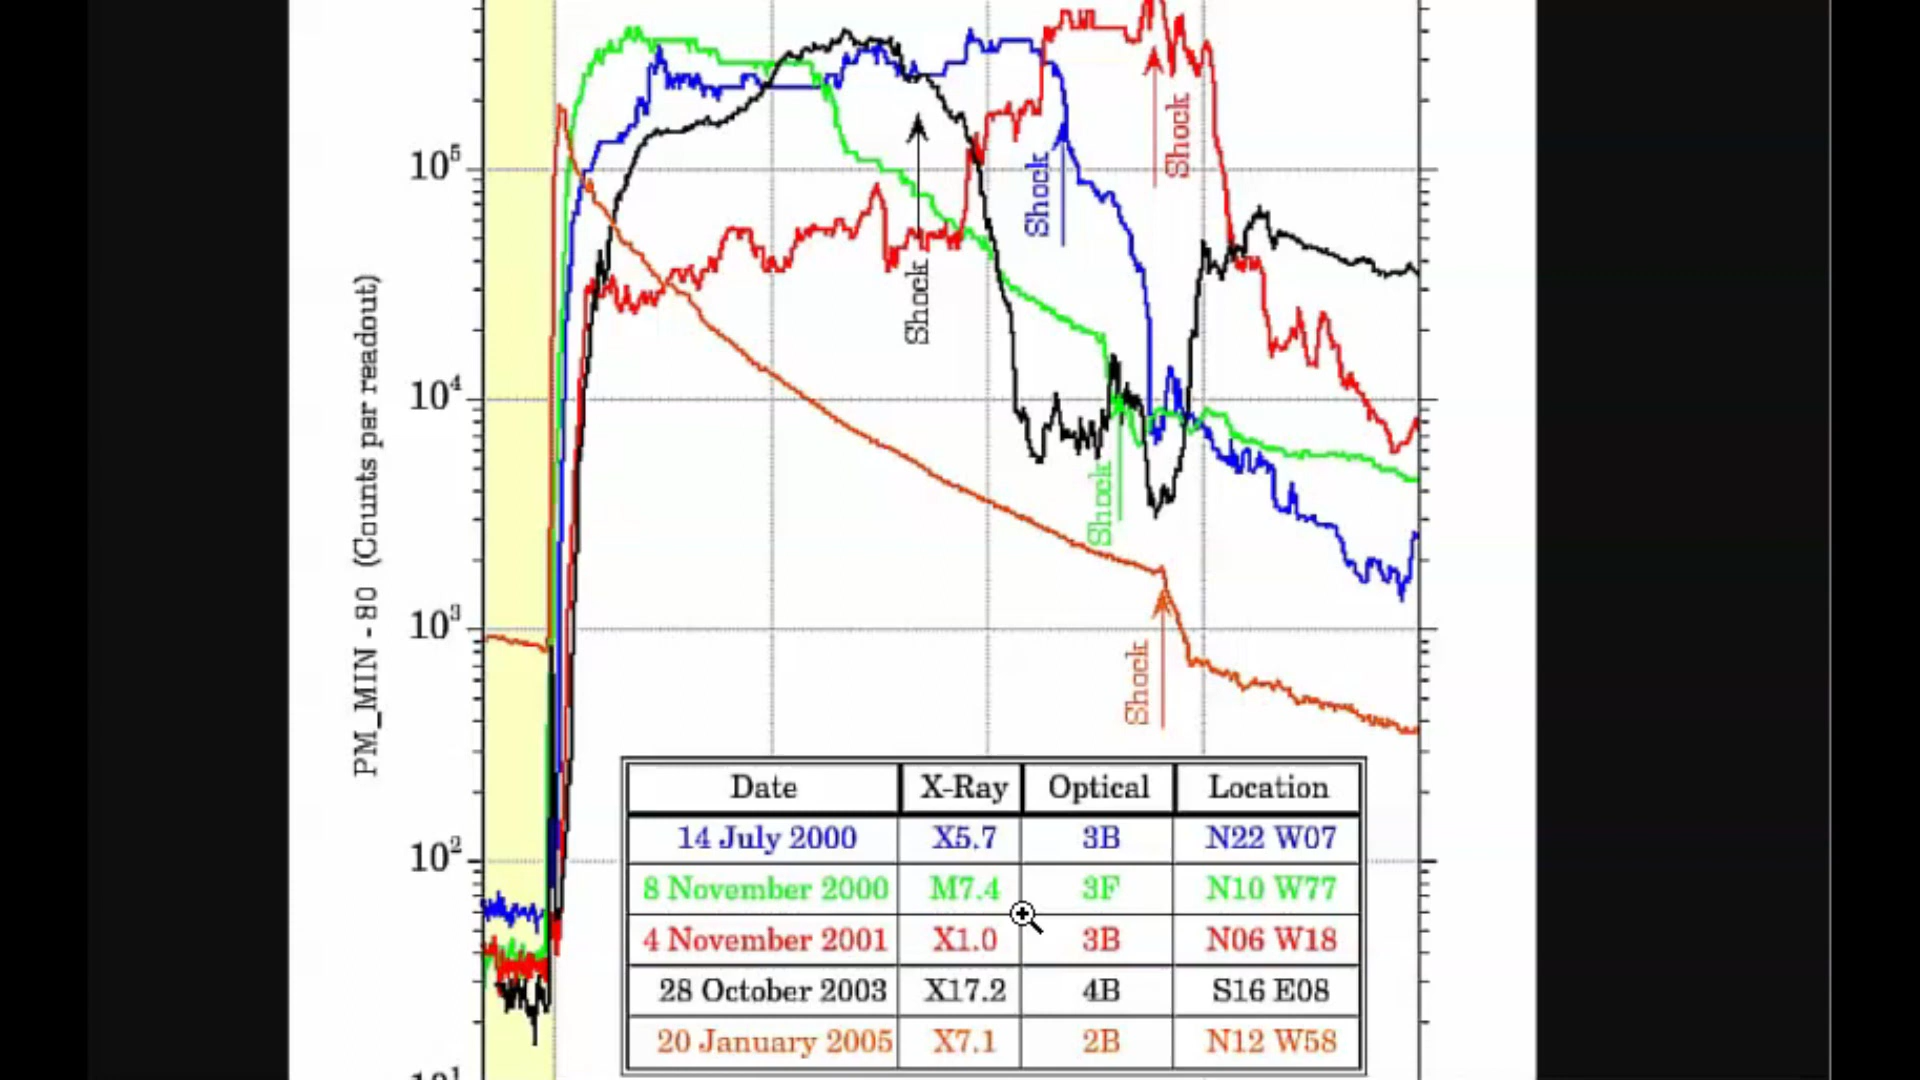 PM_MIN - 80 (Counts par readout)
10⁵
10⁴
10³
10²
10¹
Shock
Shock
Shock
Shock
Shock
Date X-Ray Optical Location
14 July 2000 X5.7 3B N22 W07
8 November 2000 M7.4 3F N10 W77
4 November 2001 X1.0 3B N06 W18
28 October 2003 X17.2 4B S16 E08
20 January 2005 X7.1 2B N12 W58